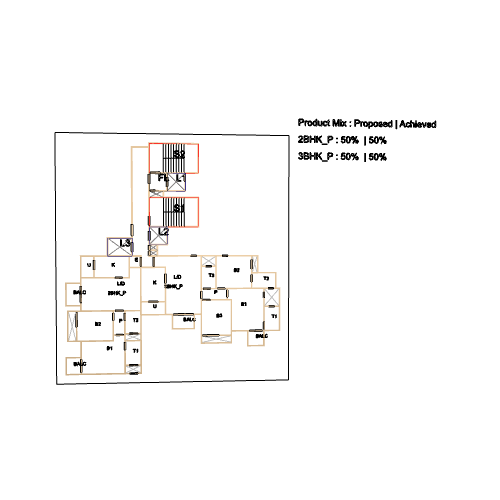 Product Mix : Proposed | Achieved
2BHK_P : 50% | 50%
3BHK_P : 50% | 50%
S2
FL L1
S1
L2
L3
U K E
L/D
2BHK_P
K
L/D
3BHK_P
T3
B2
T2
U
BALC
P
B1
BALC
B3
T1
BALC
B2
P
T2
B1
T1
BALC